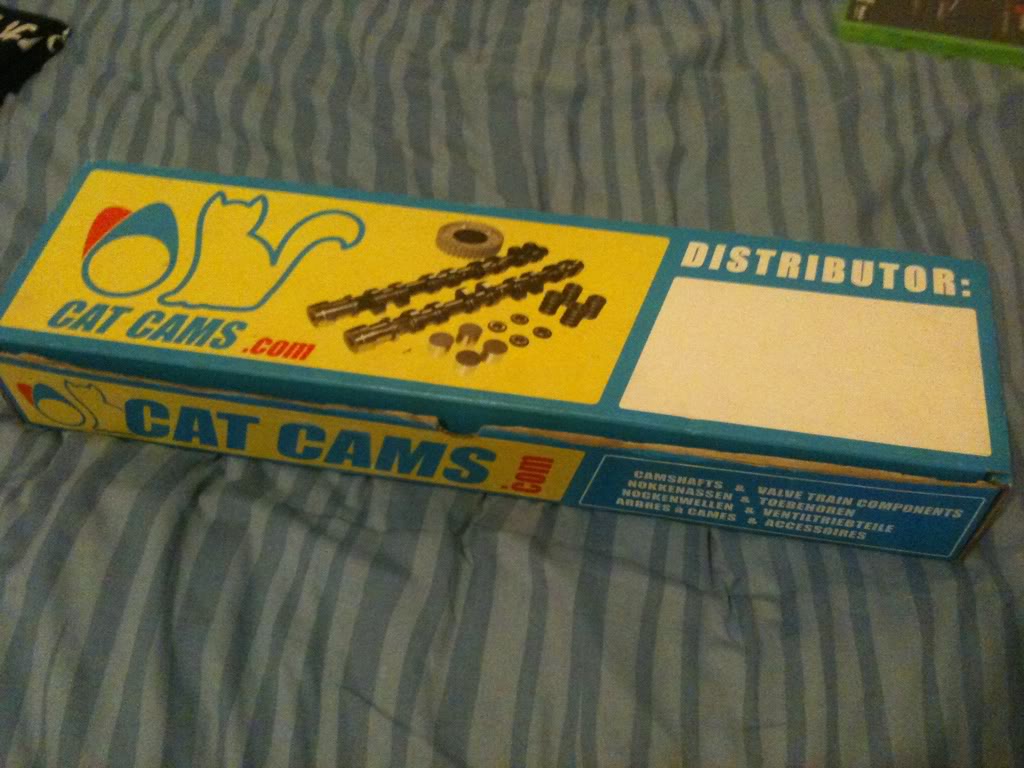 CAT CAMS .com
DISTRIBUTOR:
CAT CAMS .com
CAMSHAFTS & VALVE TRAIN COMPONENTS
NOKKENASSEN & TOEBEHOREN
NOCKENWELLEN & VENTILTRIEBTEILE
ARBRES à CAMES & ACCESSOIRES